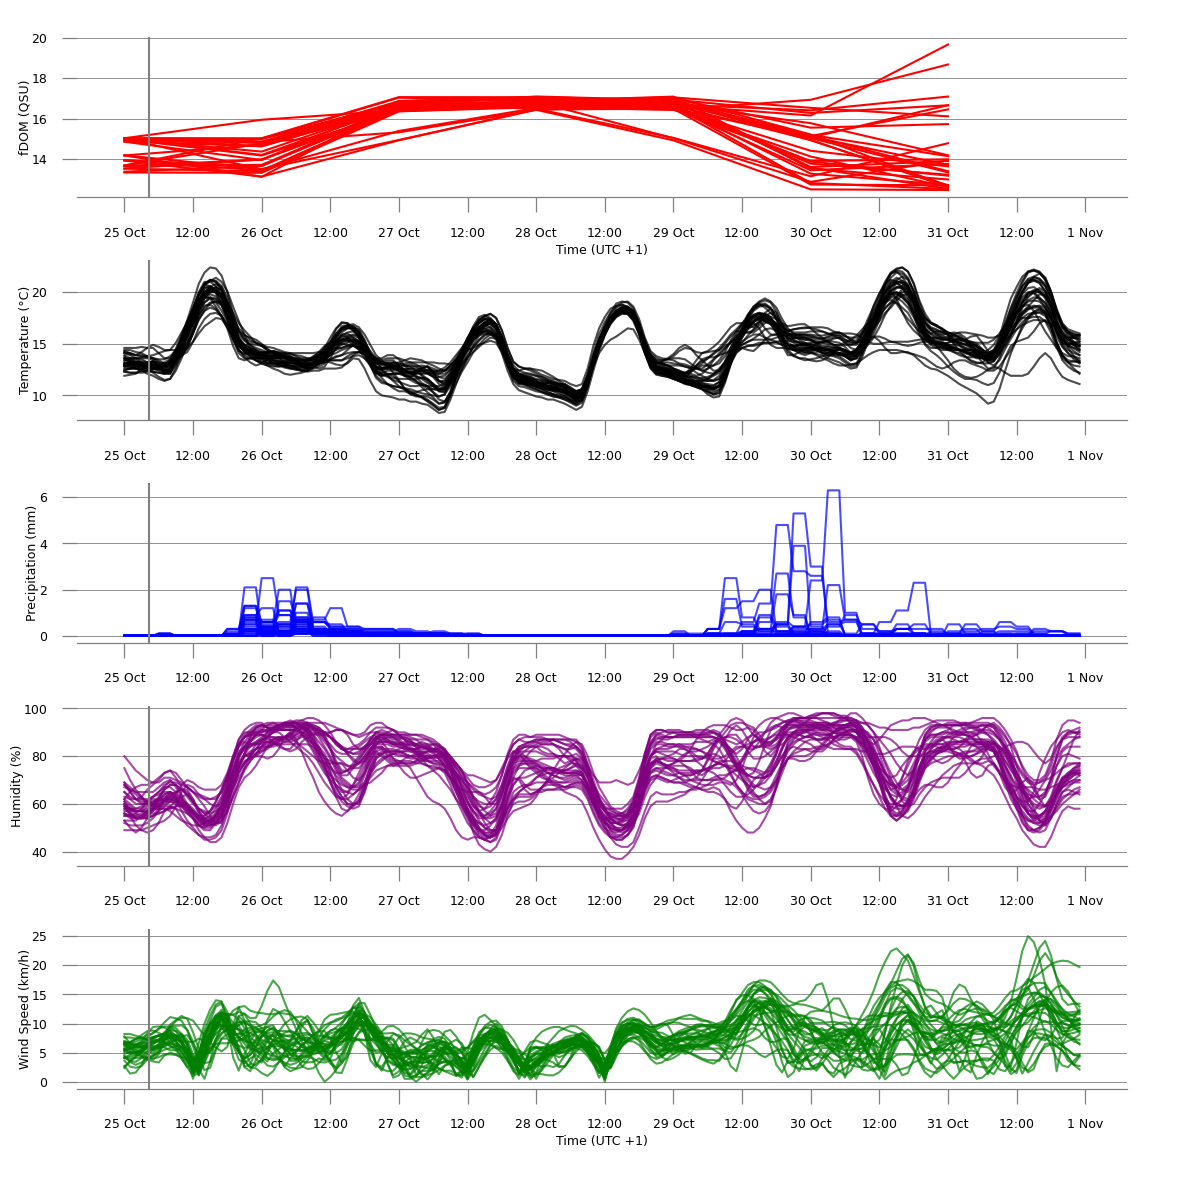 20
18
16
14
fDOM (QSU)
25 Oct 12:00 26 Oct 12:00 27 Oct 12:00 28 Oct 12:00 29 Oct 12:00 30 Oct 12:00 31 Oct 12:00 1 Nov
Time (UTC +1)
20
15
10
Temperature (°C)
25 Oct 12:00 26 Oct 12:00 27 Oct 12:00 28 Oct 12:00 29 Oct 12:00 30 Oct 12:00 31 Oct 12:00 1 Nov
6
4
2
0
Precipitation (mm)
25 Oct 12:00 26 Oct 12:00 27 Oct 12:00 28 Oct 12:00 29 Oct 12:00 30 Oct 12:00 31 Oct 12:00 1 Nov
100
80
60
40
Humidity (%)
25 Oct 12:00 26 Oct 12:00 27 Oct 12:00 28 Oct 12:00 29 Oct 12:00 30 Oct 12:00 31 Oct 12:00 1 Nov
25
20
15
10
5
0
Wind Speed (km/h)
25 Oct 12:00 26 Oct 12:00 27 Oct 12:00 28 Oct 12:00 29 Oct 12:00 30 Oct 12:00 31 Oct 12:00 1 Nov
Time (UTC +1)